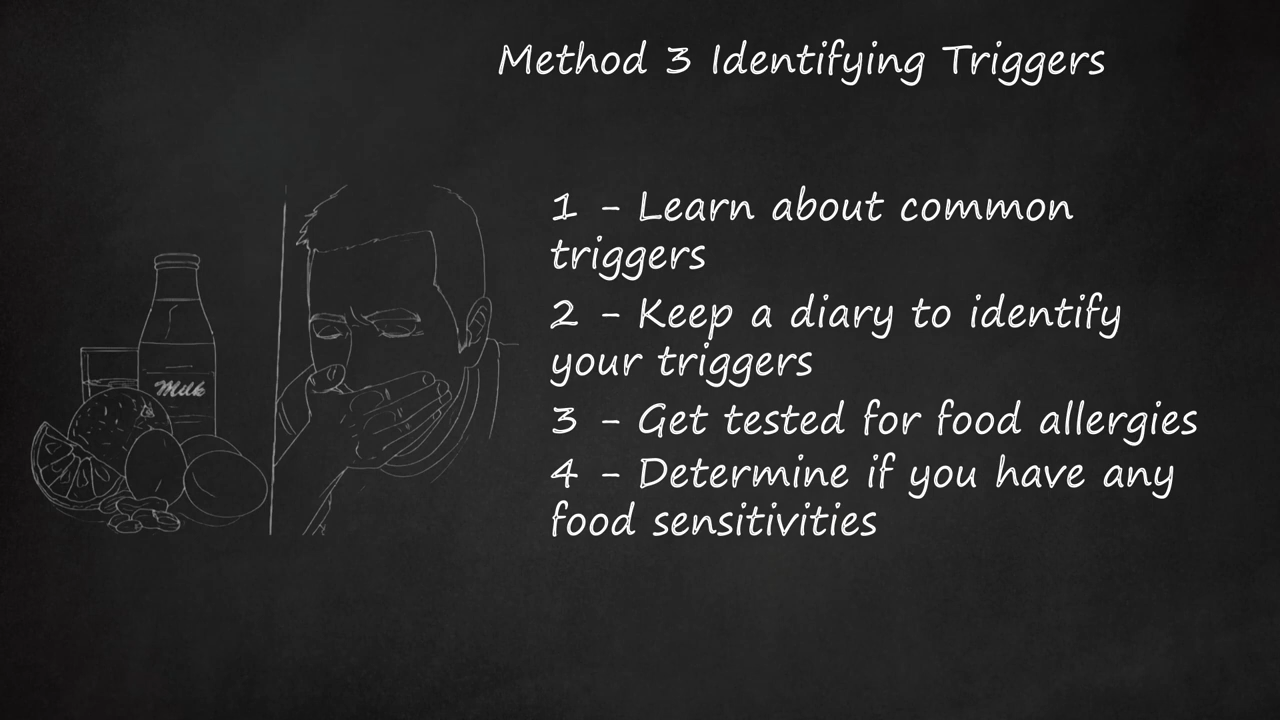 Method 3 Identifying Triggers
Milk
1 - Learn about common
triggers
2 - Keep a diary to identify
your triggers
3 - Get tested for food allergies
4 - Determine if you have any
food sensitivities